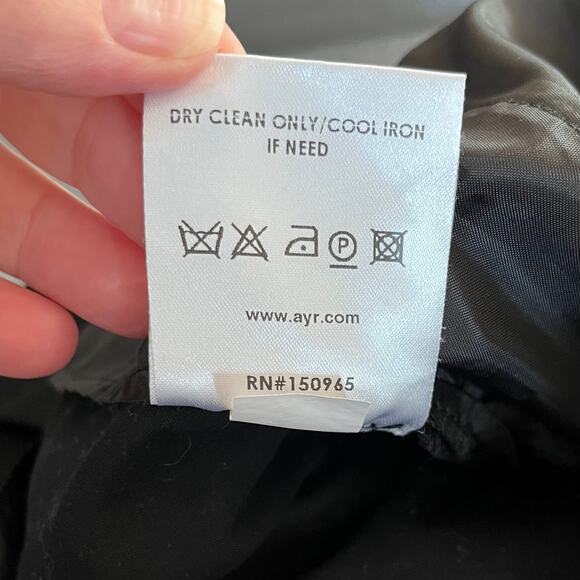 DRY CLEAN ONLY/COOL IRON
IF NEED
P
www.ayr.com
RN#150965